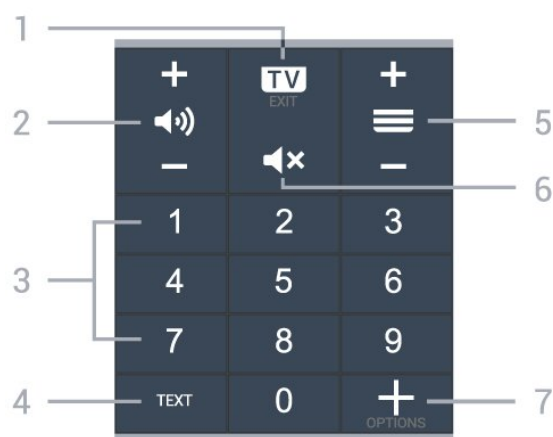 1
+ TV +
EXIT
2 5
- -
6
1 2 3
3
4 5 6
7 8 9
4 TEXT 0 + 7
OPTIONS